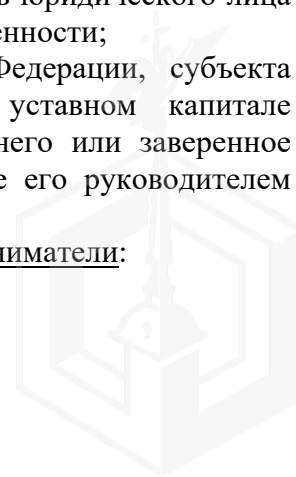 в юридического лица
енности;
Федерации, субъекта
уставном капитале
него или заверенное
е его руководителем
ниматели: